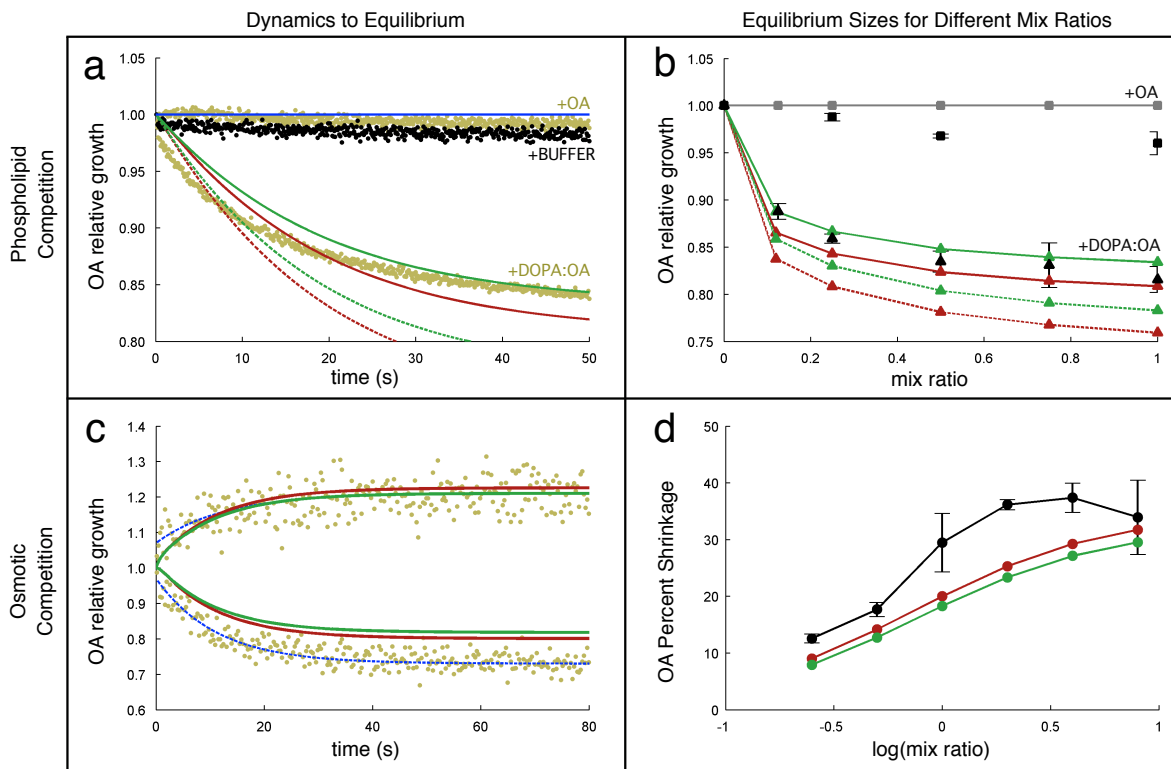 Dynamics to Equilibrium
Equilibrium Sizes for Different Mix Ratios
Phospholipid
Competition
a
OA relative growth
1.05
1.00
0.95
0.90
0.85
0.80
+OA
+BUFFER
+DOPA:OA
0 10 20 30 40 50
time (s)
b
OA relative growth
1.05
1.00
0.95
0.90
0.85
0.80
0.75
+OA
+DOPA:OA
0 0.2 0.4 0.6 0.8 1
mix ratio
Osmotic
Competition
c
OA relative growth
1.4
1.3
1.2
1.1
1.0
0.9
0.8
0.7
0.6
0 20 40 60 80
time (s)
d
OA Percent Shrinkage
50
40
30
20
10
0
-1 -0.5 0 0.5 1
log(mix ratio)